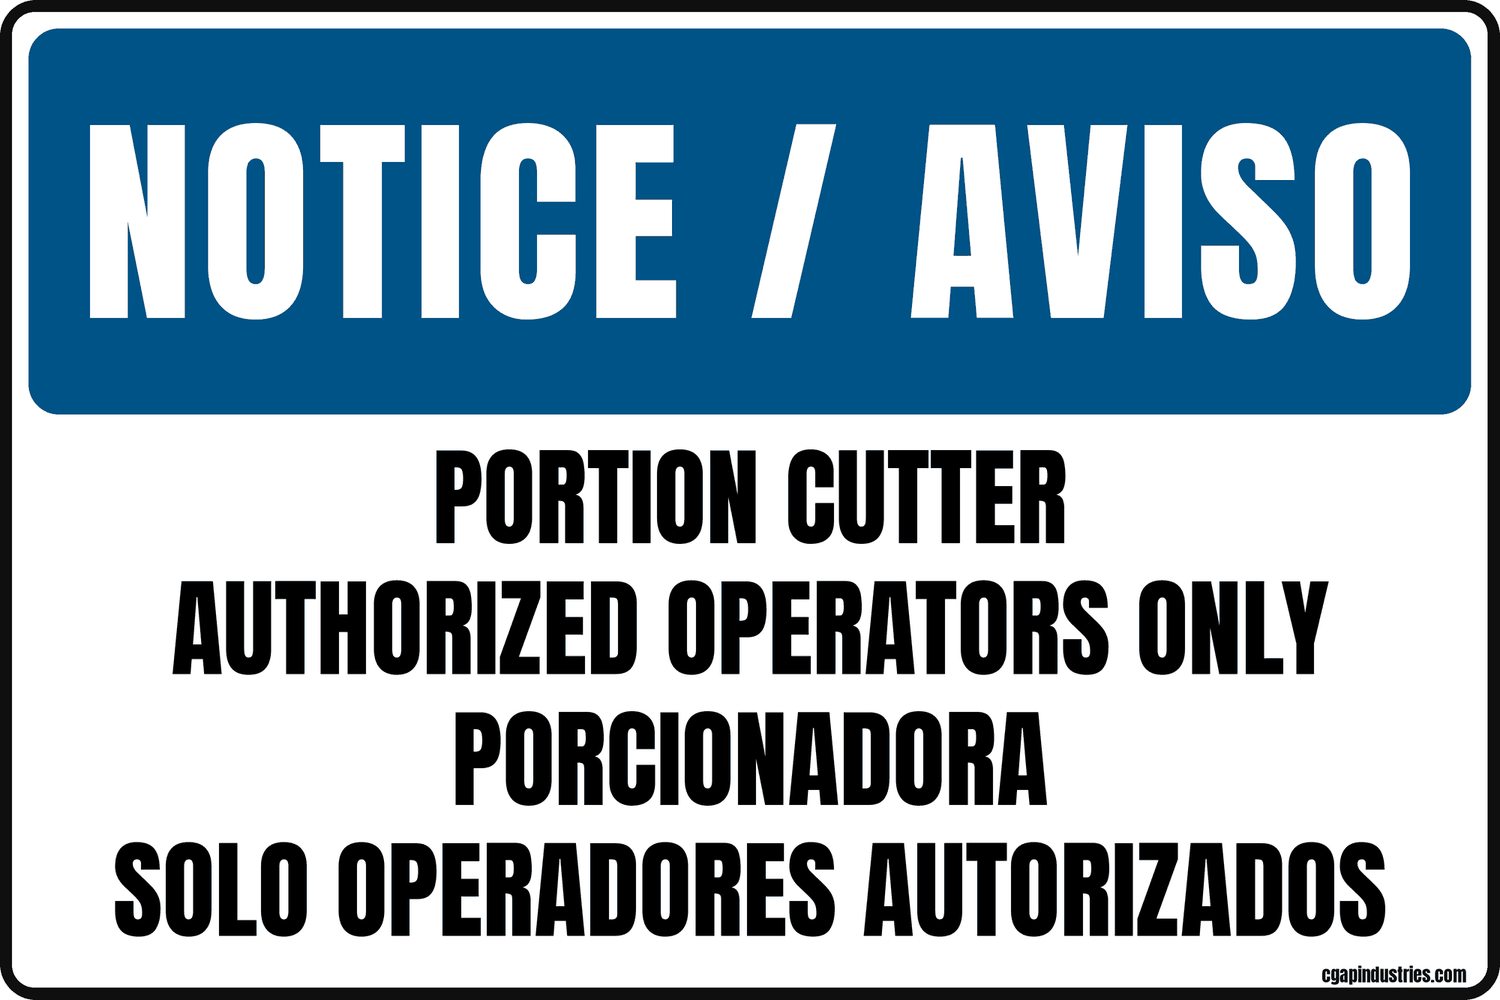 NOTICE / AVISO
PORTION CUTTER
AUTHORIZED OPERATORS ONLY
PORCIONADORA
SOLO OPERADORES AUTORIZADOS
cgapindustries.com